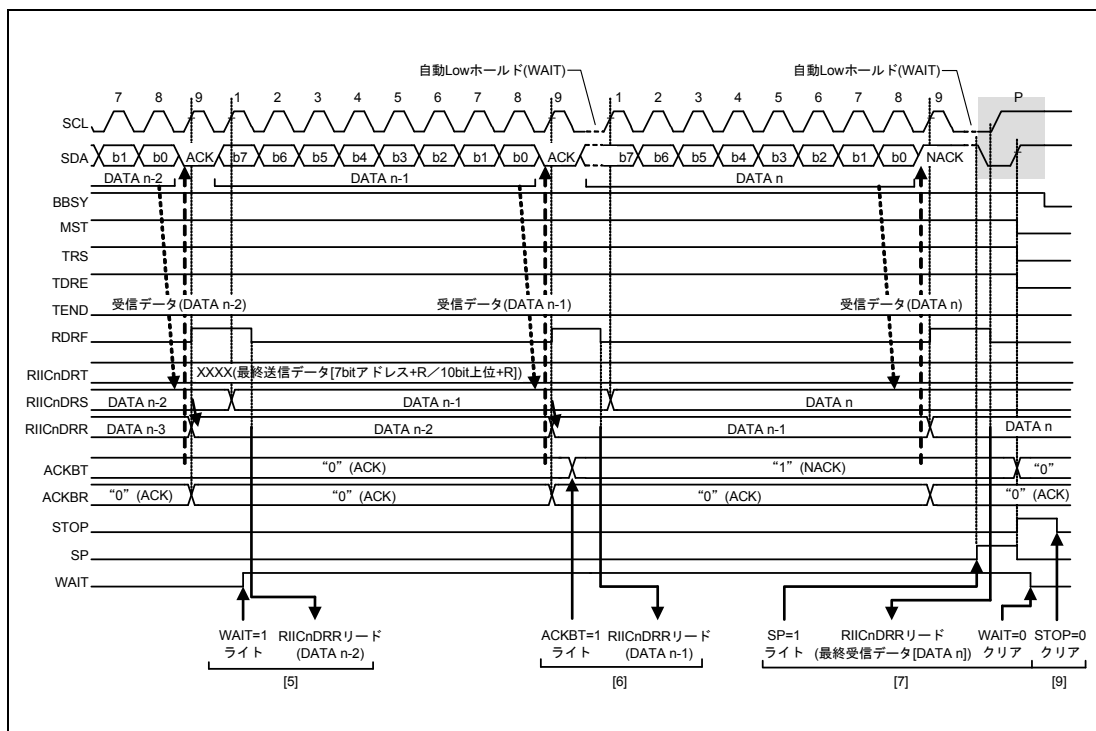 自動Lowホールド(WAIT)
自動Lowホールド(WAIT)
7 8 9 1 2 3 4 5 6 7 8 9 1 2 3 4 5 6 7 8 9 P
SCL
SDA b1 b0 ACK b7 b6 b5 b4 b3 b2 b1 b0 ACK b7 b6 b5 b4 b3 b2 b1 b0 NACK
DATA n-2 DATA n-1 DATA n
BBSY
MST
TRS
TDRE
受信データ(DATA n-2) 受信データ(DATA n-1) 受信データ(DATA n)
TEND
RDRF
RIICnDRT XXXX(最終送信データ[7bitアドレス+R／10bit上位+R])
RIICnDRS DATA n-2 DATA n-1 DATA n
RIICnDRR DATA n-3 DATA n-2 DATA n-1 DATA n
ACKBT “0” (ACK) “1” (NACK) “0”
ACKBR “0” (ACK) “0” (ACK) “0” (ACK) “0” (ACK)
STOP
SP
WAIT
WAIT=1 RIICnDRRリード ACKBT=1 RIICnDRRリード SP=1 RIICnDRRリード WAIT=0 STOP=0
ライト (DATA n-2) ライト (DATA n-1) ライト (最終受信データ[DATA n]) クリア クリア
[5] [6] [7] [9]